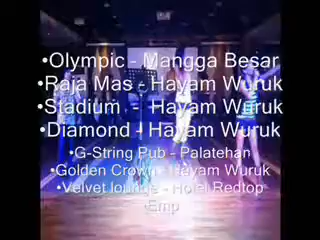 •Olympic - Mangga Besar
•Raja Mas - Hayam Wuruk
•Stadium - Hayam Wuruk
•Diamond - Hayam Wuruk
•G-String Pub - Palatehan
•Golden Crown - Hayam Wuruk
•Velvet lounge - Hotel Redtop
Emp